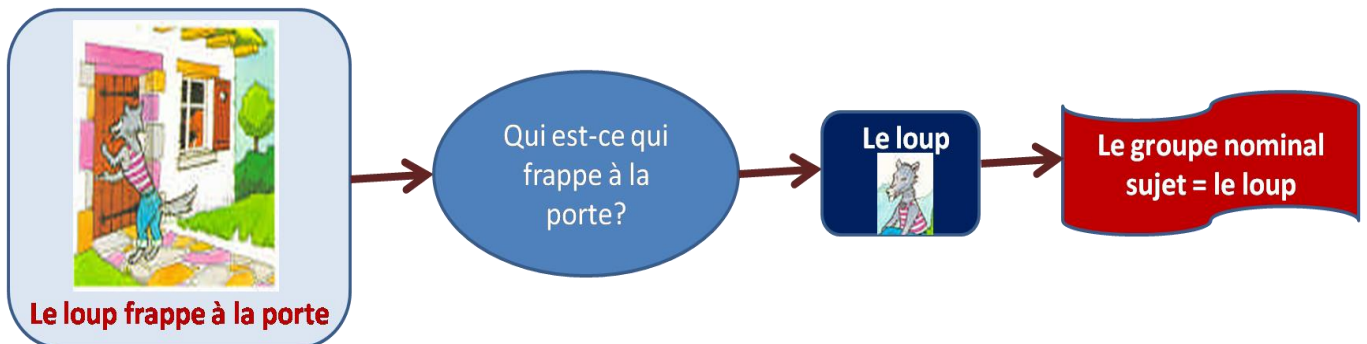 Le loup frappe à la porte
Qui est-ce qui
frappe à la
porte?
Le loup
Le groupe nominal
sujet = le loup